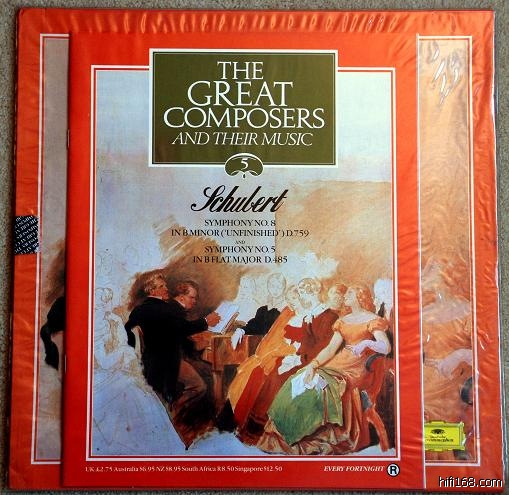 THE
GREAT
COMPOSERS
AND THEIR MUSIC
5
Schubert
SYMPHONY NO. 8
IN B MINOR ('UNFINISHED') D.759
AND
SYMPHONY NO. 5
IN B FLAT MAJOR D.485
UK £2.75 Australia $6.95 NZ $8.95 South Africa R8.50 Singapore $12.50
EVERY FORTNIGHT
R
hifi168.com